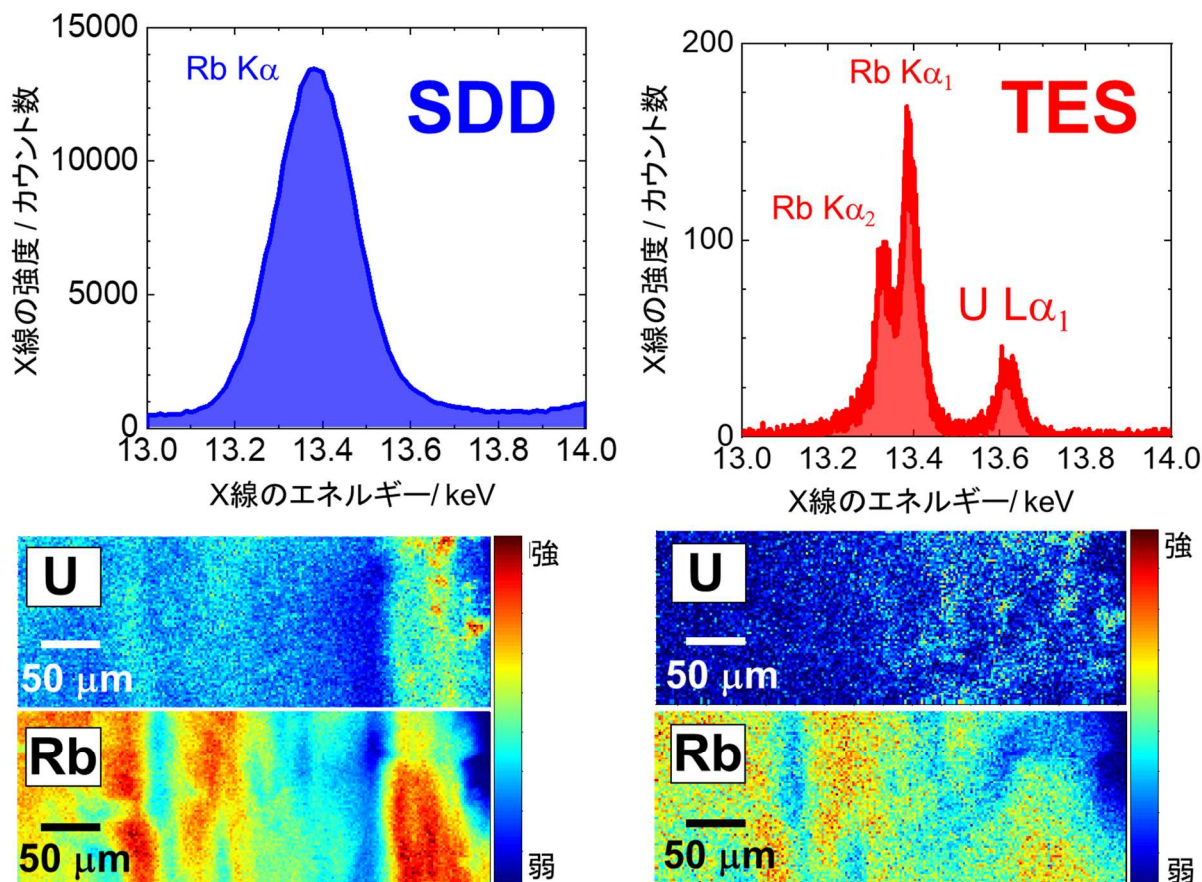 15000
10000
5000
0
X線の強度 / カウント数
Rb Kα
SDD
13.0 13.2 13.4 13.6 13.8 14.0
X線のエネルギー/ keV
200
100
0
X線の強度 / カウント数
Rb Kα₁
TES
Rb Kα₂
U Lα₁
13.0 13.2 13.4 13.6 13.8 14.0
X線のエネルギー/ keV
U
50 μm
強
Rb
50 μm
弱
U
50 μm
強
Rb
50 μm
弱